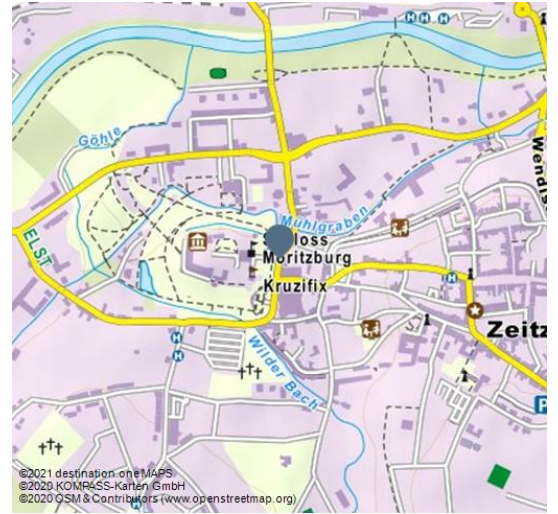 H H H
Göhle
Wendis
Mühlgraben
ELST
Schloss
Moritzburg
H
Kruzifix
Zeitz
H
Wilder Bach
H
P
©2021 destination one MAPS
©2020 KOMPASS-Karten GmbH
©2020 OSM & Contributors (www.openstreetmap.org)